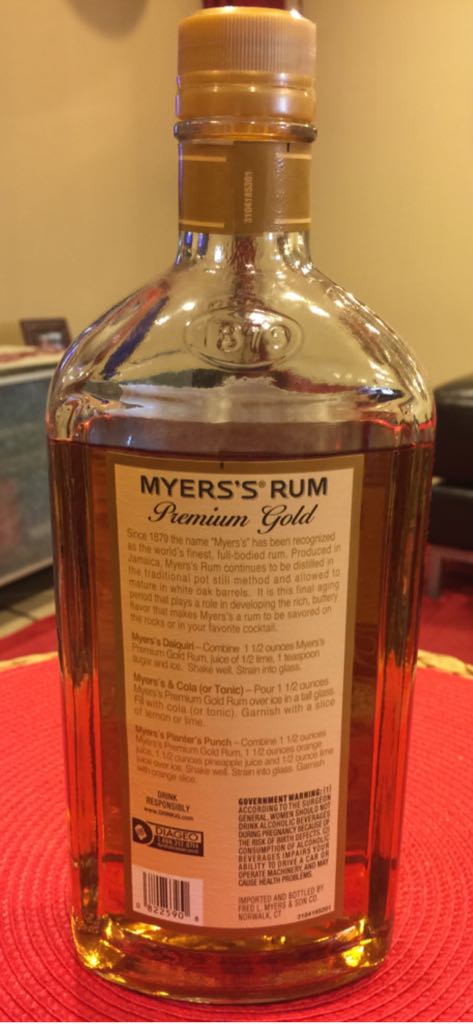 3104185201
1879
MYERS'S® RUM
Premium Gold
Since 1879 the name "Myers's" has been recognized
as the world's finest, full-bodied rum. Produced in
Jamaica, Myers's Rum continues to be distilled in
the traditional pot still method and allowed to
mature in white oak barrels. It is this final aging
period that plays a role in developing the rich, buttery
flavor that makes Myers's a rum to be savored on
the rocks or in your favorite cocktail.
Myers's Daiquiri – Combine 1 1/2 ounces Myers's
Premium Gold Rum, juice of 1/2 lime, 1 teaspoon
sugar and ice. Shake well. Strain into glass.
Myers's & Cola (or Tonic) – Pour 1 1/2 ounces
Myers's Premium Gold Rum over ice in a tall glass.
Fill with cola (or tonic). Garnish with a slice
of lemon or lime.
Myers's Planter's Punch – Combine 1 1/2 ounces
Myers's Premium Gold Rum, 1 1/2 ounces orange
juice, 1 1/2 ounces pineapple juice and 1/2 ounce lime
juice over ice. Shake well. Strain into glass. Garnish
with orange slice.
DRINK
RESPONSIBLY
DIAGEO
0 82259 0 8
GOVERNMENT WARNING: (1)
ACCORDING TO THE SURGEON
GENERAL, WOMEN SHOULD NOT
DRINK ALCOHOLIC BEVERAGES
DURING PREGNANCY BECAUSE OF
THE RISK OF BIRTH DEFECTS. (2)
CONSUMPTION OF ALCOHOLIC
BEVERAGES IMPAIRS YOUR
ABILITY TO DRIVE A CAR OR
OPERATE MACHINERY, AND MAY
CAUSE HEALTH PROBLEMS.
IMPORTED AND BOTTLED BY
FRED L. MYERS & SON CO.
NORWALK, CT
3104185201